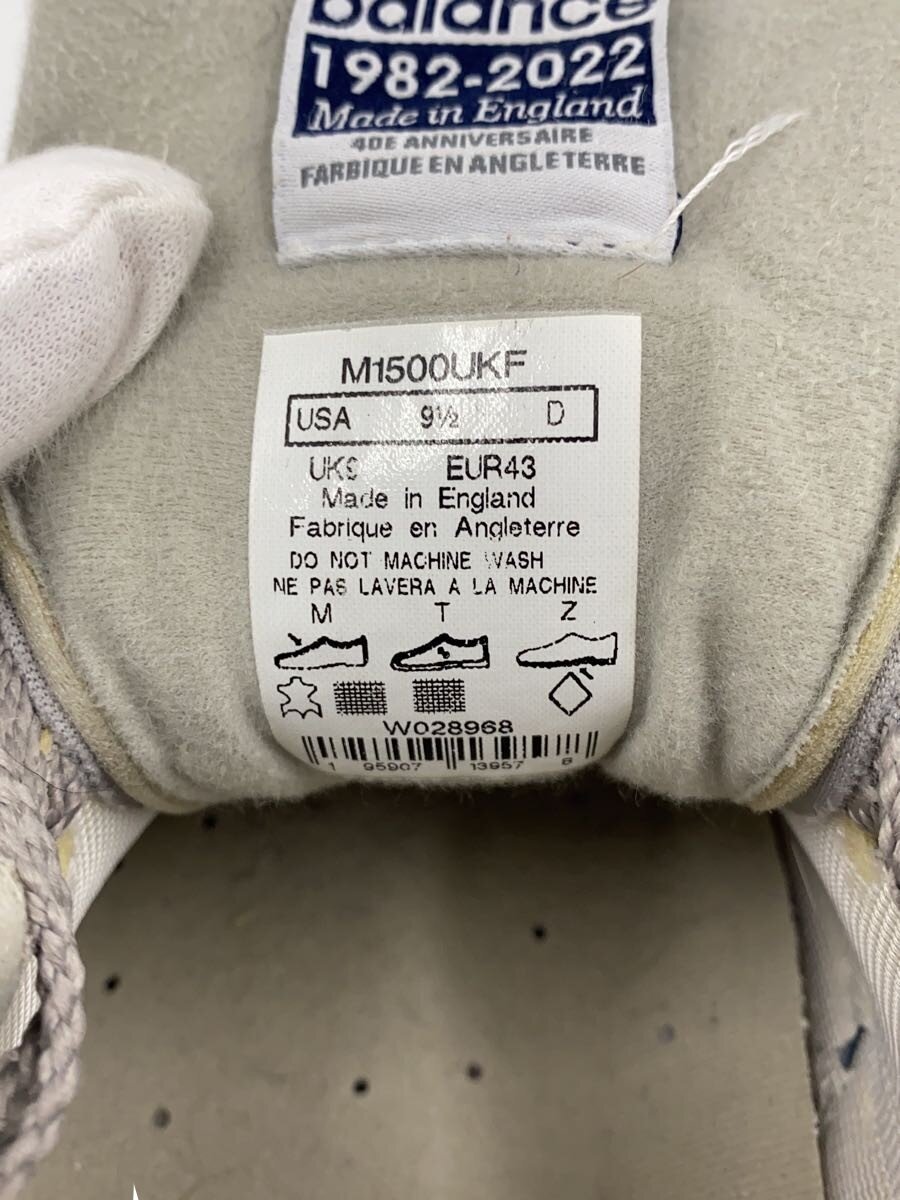 balance
1982-2022
Made in England
40E ANNIVERSAIRE
FARBIQUE EN ANGLETERRE
M1500UKF
USA 9½ D
UK9 EUR43
Made in England
Fabrique en Angleterre
DO NOT MACHINE WASH
NE PAS LAVERA A LA MACHINE
M T Z
W028968
1 95907 13957 8